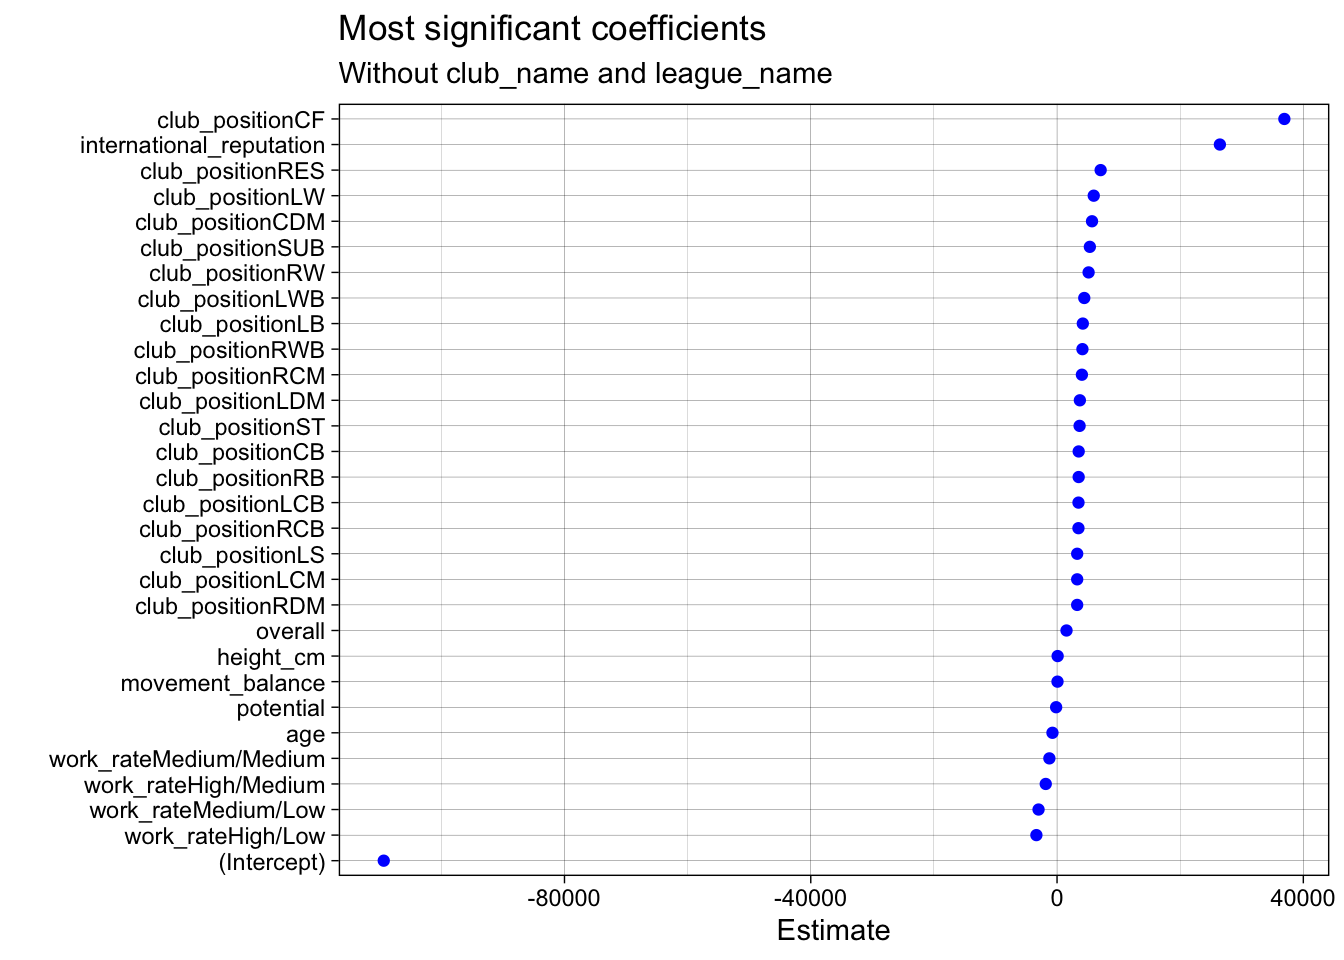 Most significant coefficients
Without club_name and league_name
club_positionCF
international_reputation
club_positionRES
club_positionLW
club_positionCDM
club_positionSUB
club_positionRW
club_positionLWB
club_positionLB
club_positionRWB
club_positionRCM
club_positionLDM
club_positionST
club_positionCB
club_positionRB
club_positionLCB
club_positionRCB
club_positionLS
club_positionLCM
club_positionRDM
overall
height_cm
movement_balance
potential
age
work_rateMedium/Medium
work_rateHigh/Medium
work_rateMedium/Low
work_rateHigh/Low
(Intercept)
-80000 -40000 0 40000
Estimate